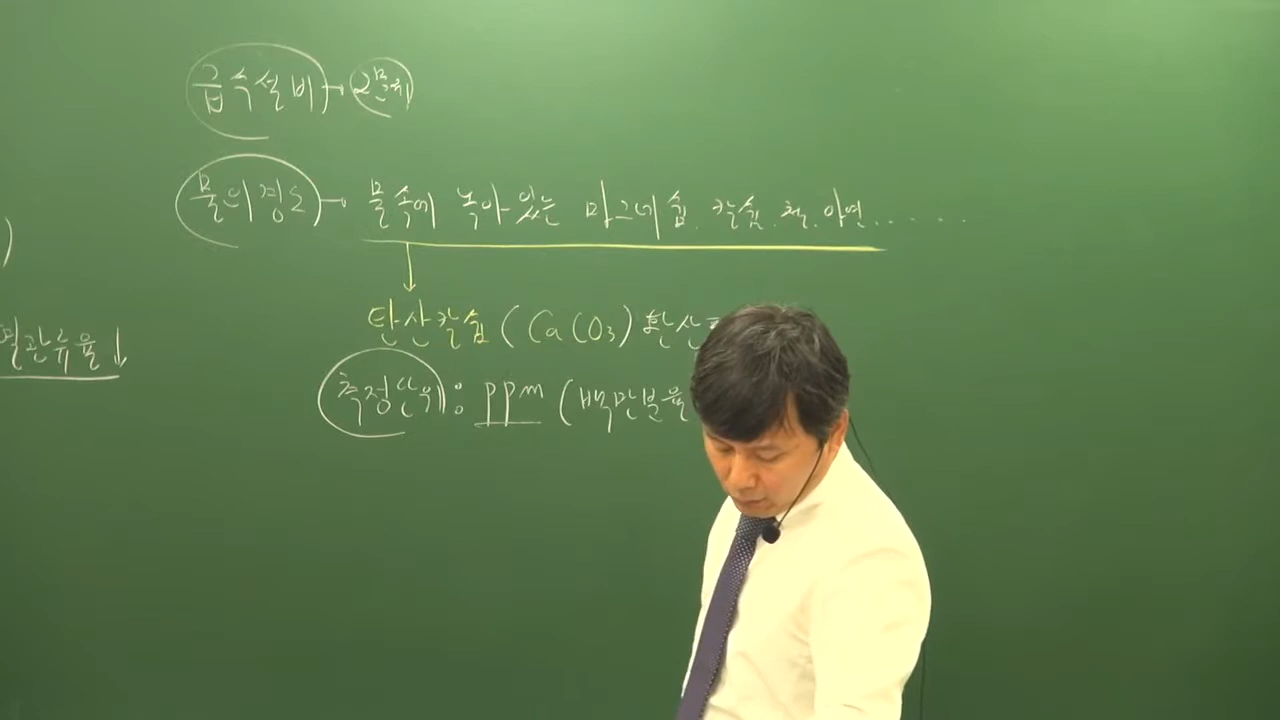 급수설비 → 2문제
물의 경도 → 물 속에 녹아 있는 마그네슘. 칼슘. 철. 아연......
탄산칼슘 (CaCO3) 환산
열관류율↓
측정단위 : ppm (백만분율